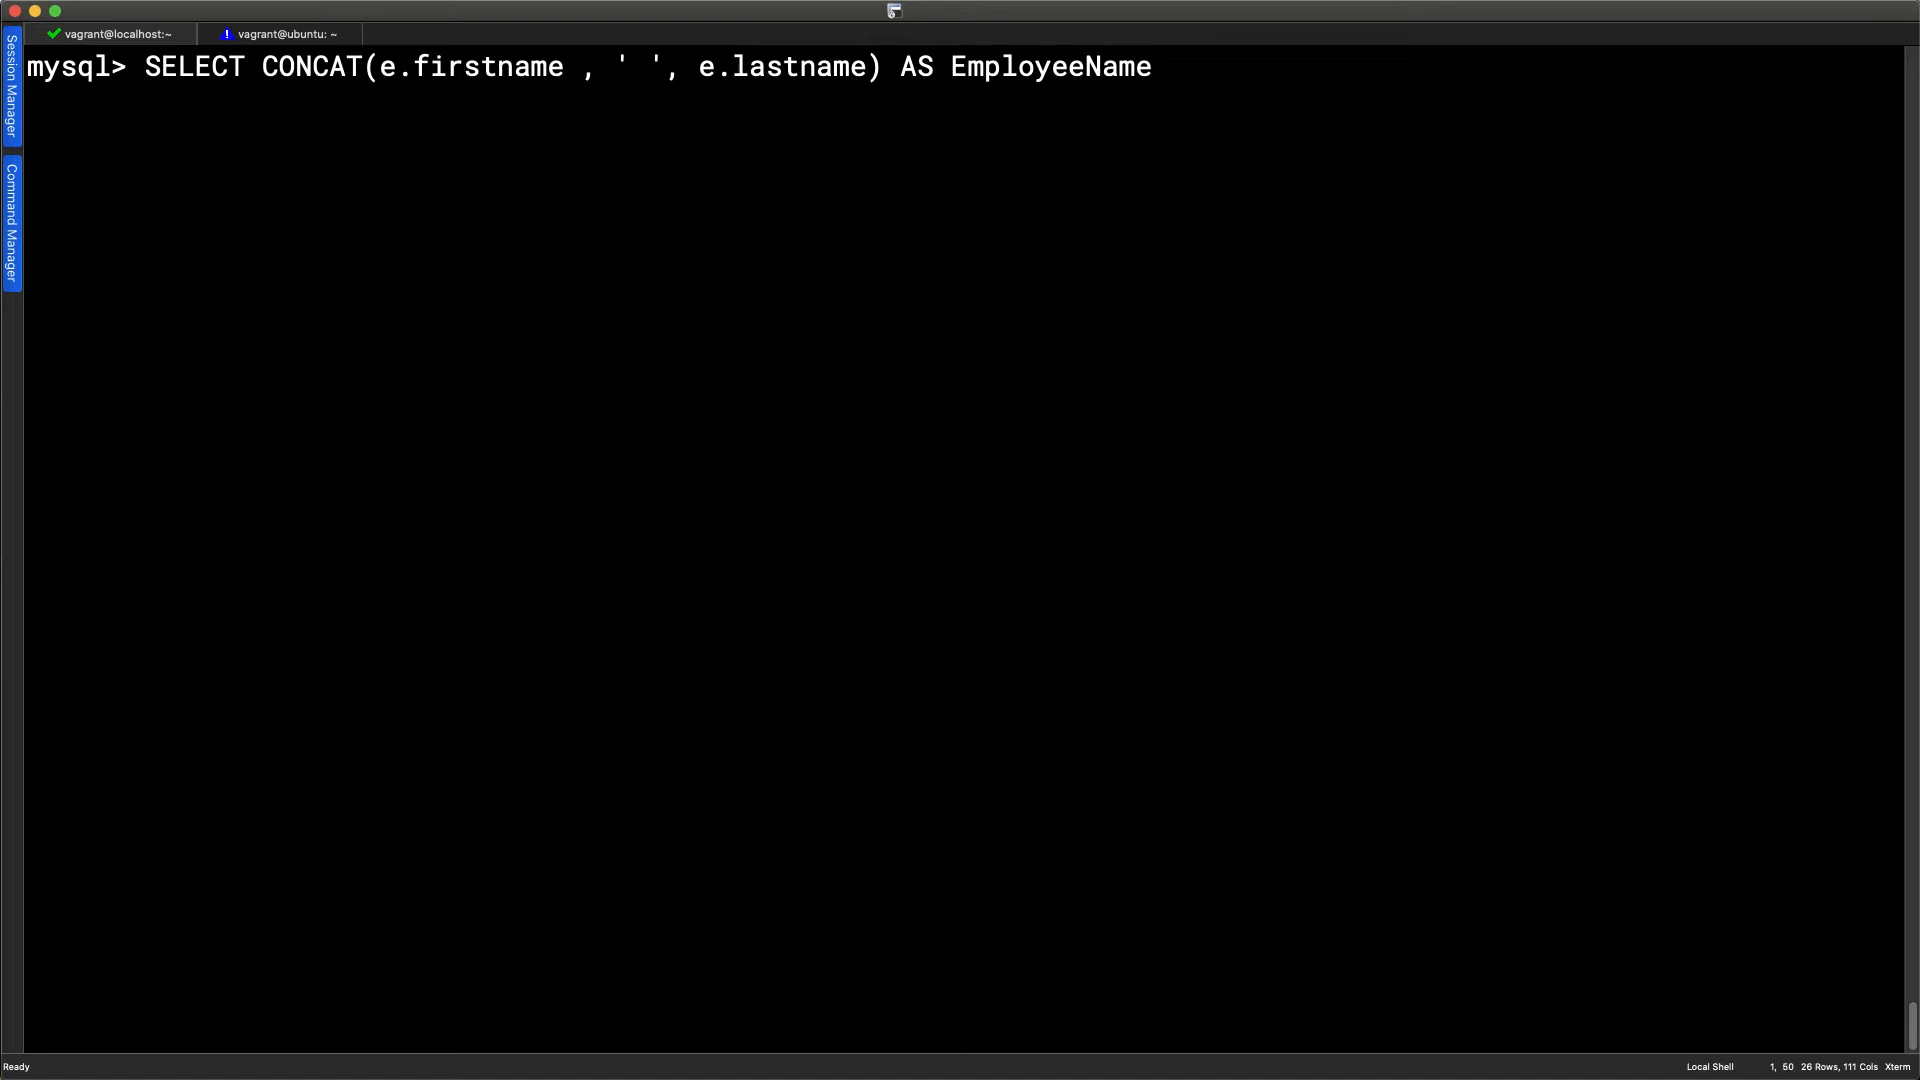 vagrant@localhost:~
vagrant@ubuntu: ~
Session Manager
Command Manager
mysql> SELECT CONCAT(e.firstname , ' ', e.lastname) AS EmployeeName
Ready
Local Shell 1, 50 26 Rows, 111 Cols Xterm